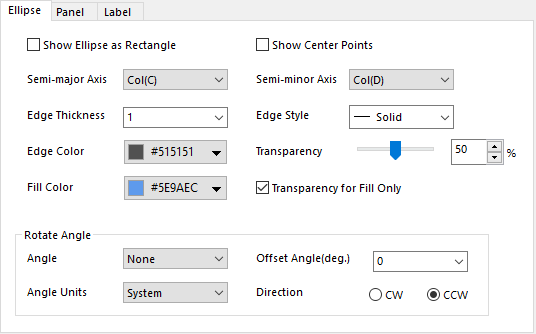 Ellipse Panel Label
Show Ellipse as Rectangle Show Center Points
Semi-major Axis Col(C) Semi-minor Axis Col(D)
Edge Thickness 1 Edge Style Solid
Edge Color #515151 Transparency 50 %
Fill Color #5E9AEC Transparency for Fill Only
Rotate Angle
Angle None Offset Angle(deg.) 0
Angle Units System Direction CW CCW